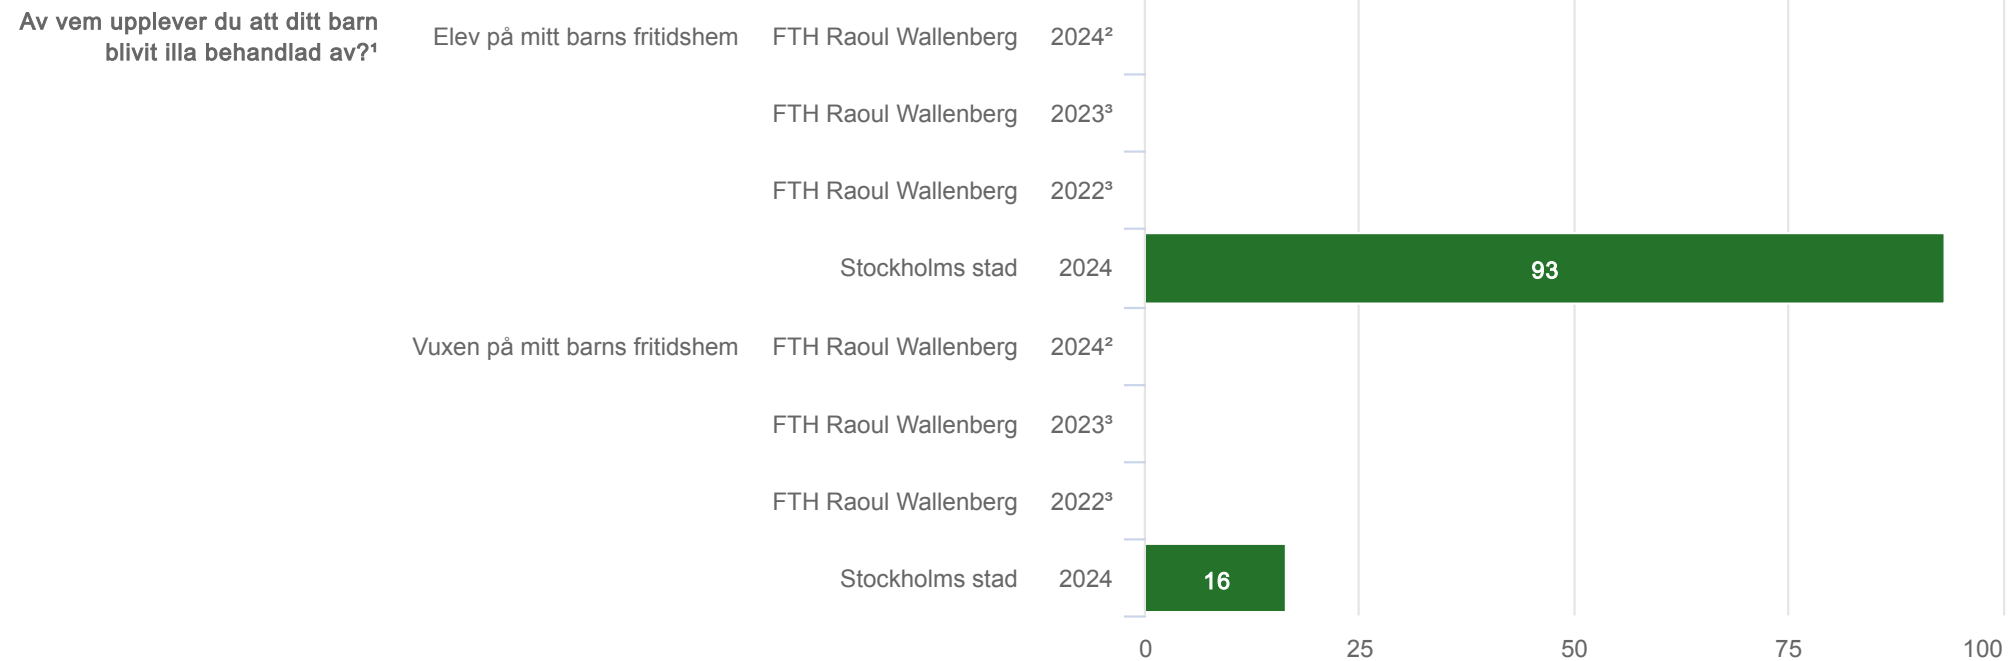 Av vem upplever du att ditt barn
blivit illa behandlad av?¹
Elev på mitt barns fritidshem FTH Raoul Wallenberg 2024²
FTH Raoul Wallenberg 2023³
FTH Raoul Wallenberg 2022³
Stockholms stad 2024 93
Vuxen på mitt barns fritidshem FTH Raoul Wallenberg 2024²
FTH Raoul Wallenberg 2023³
FTH Raoul Wallenberg 2022³
Stockholms stad 2024 16
0 25 50 75 100